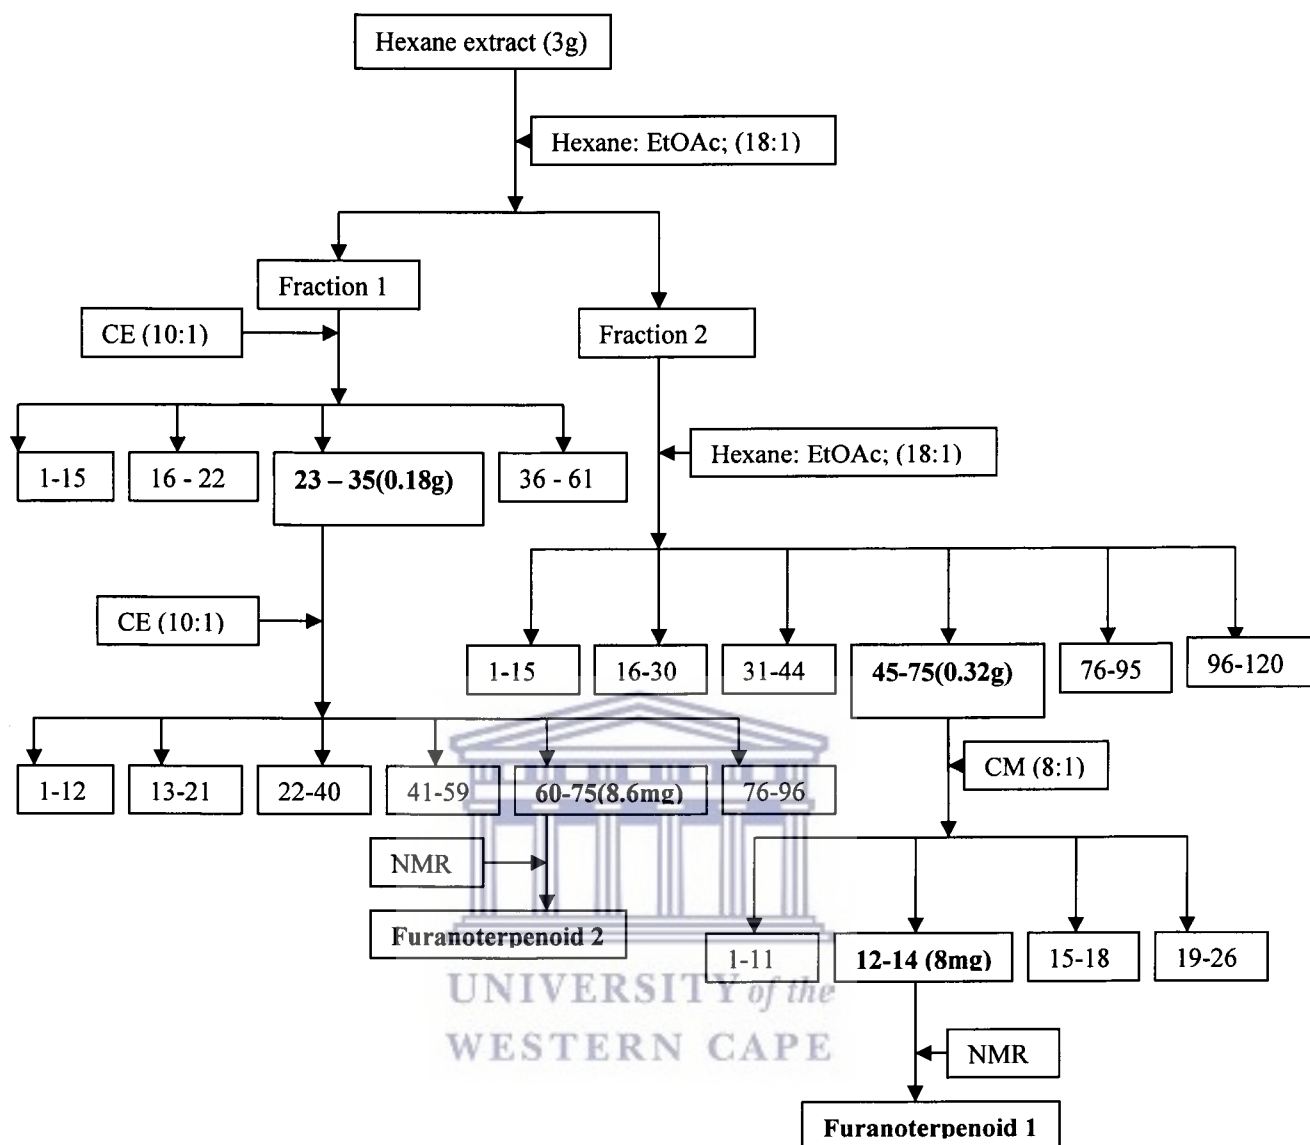 Hexane extract (3g)
Hexane: EtOAc; (18:1)
Fraction 1
CE (10:1)
Fraction 2
1-15
16 - 22
23 – 35(0.18g)
36 - 61
Hexane: EtOAc; (18:1)
CE (10:1)
1-15
16-30
31-44
45-75(0.32g)
76-95
96-120
1-12
13-21
22-40
41-59
60-75(8.6mg)
76-96
CM (8:1)
NMR
Furanoterpenoid 2
1-11
12-14 (8mg)
15-18
19-26
UNIVERSITY of the
WESTERN CAPE
NMR
Furanoterpenoid 1